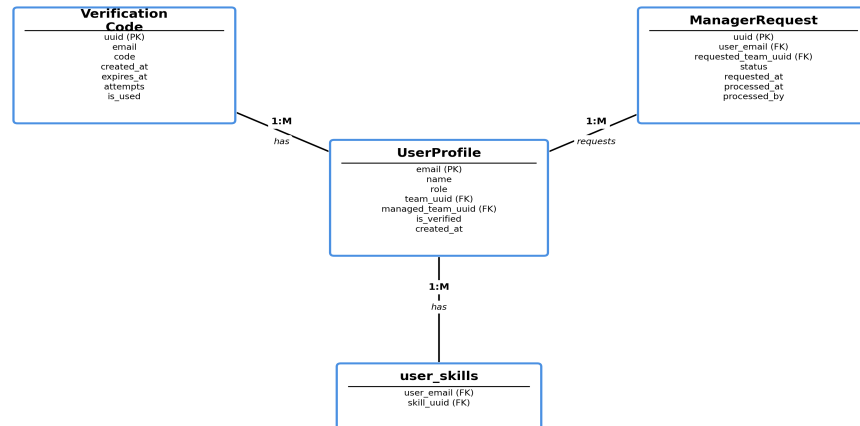 Verification
Code
uuid (PK)
email
code
created_at
expires_at
attempts
is_used
ManagerRequest
uuid (PK)
user_email (FK)
requested_team_uuid (FK)
status
requested_at
processed_at
processed_by
1:M
has
1:M
requests
UserProfile
email (PK)
name
role
team_uuid (FK)
managed_team_uuid (FK)
is_verified
created_at
1:M
has
user_skills
user_email (FK)
skill_uuid (FK)